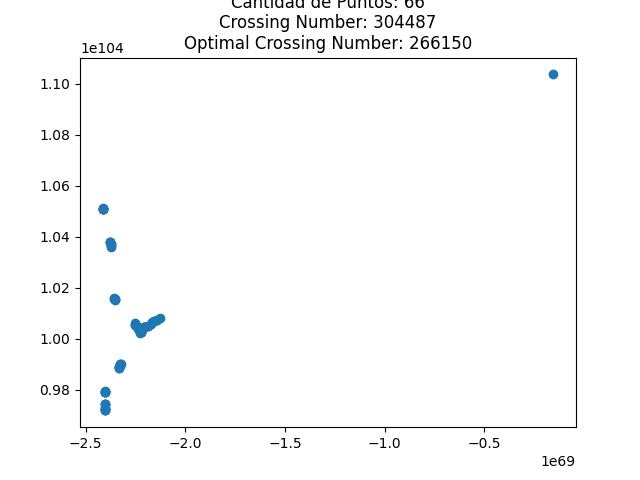 Cantidad de Puntos: 66
Crossing Number: 304487
Optimal Crossing Number: 266150
1e104
1.10
1.08
1.06
1.04
1.02
1.00
0.98
−2.5 −2.0 −1.5 −1.0 −0.5
1e69